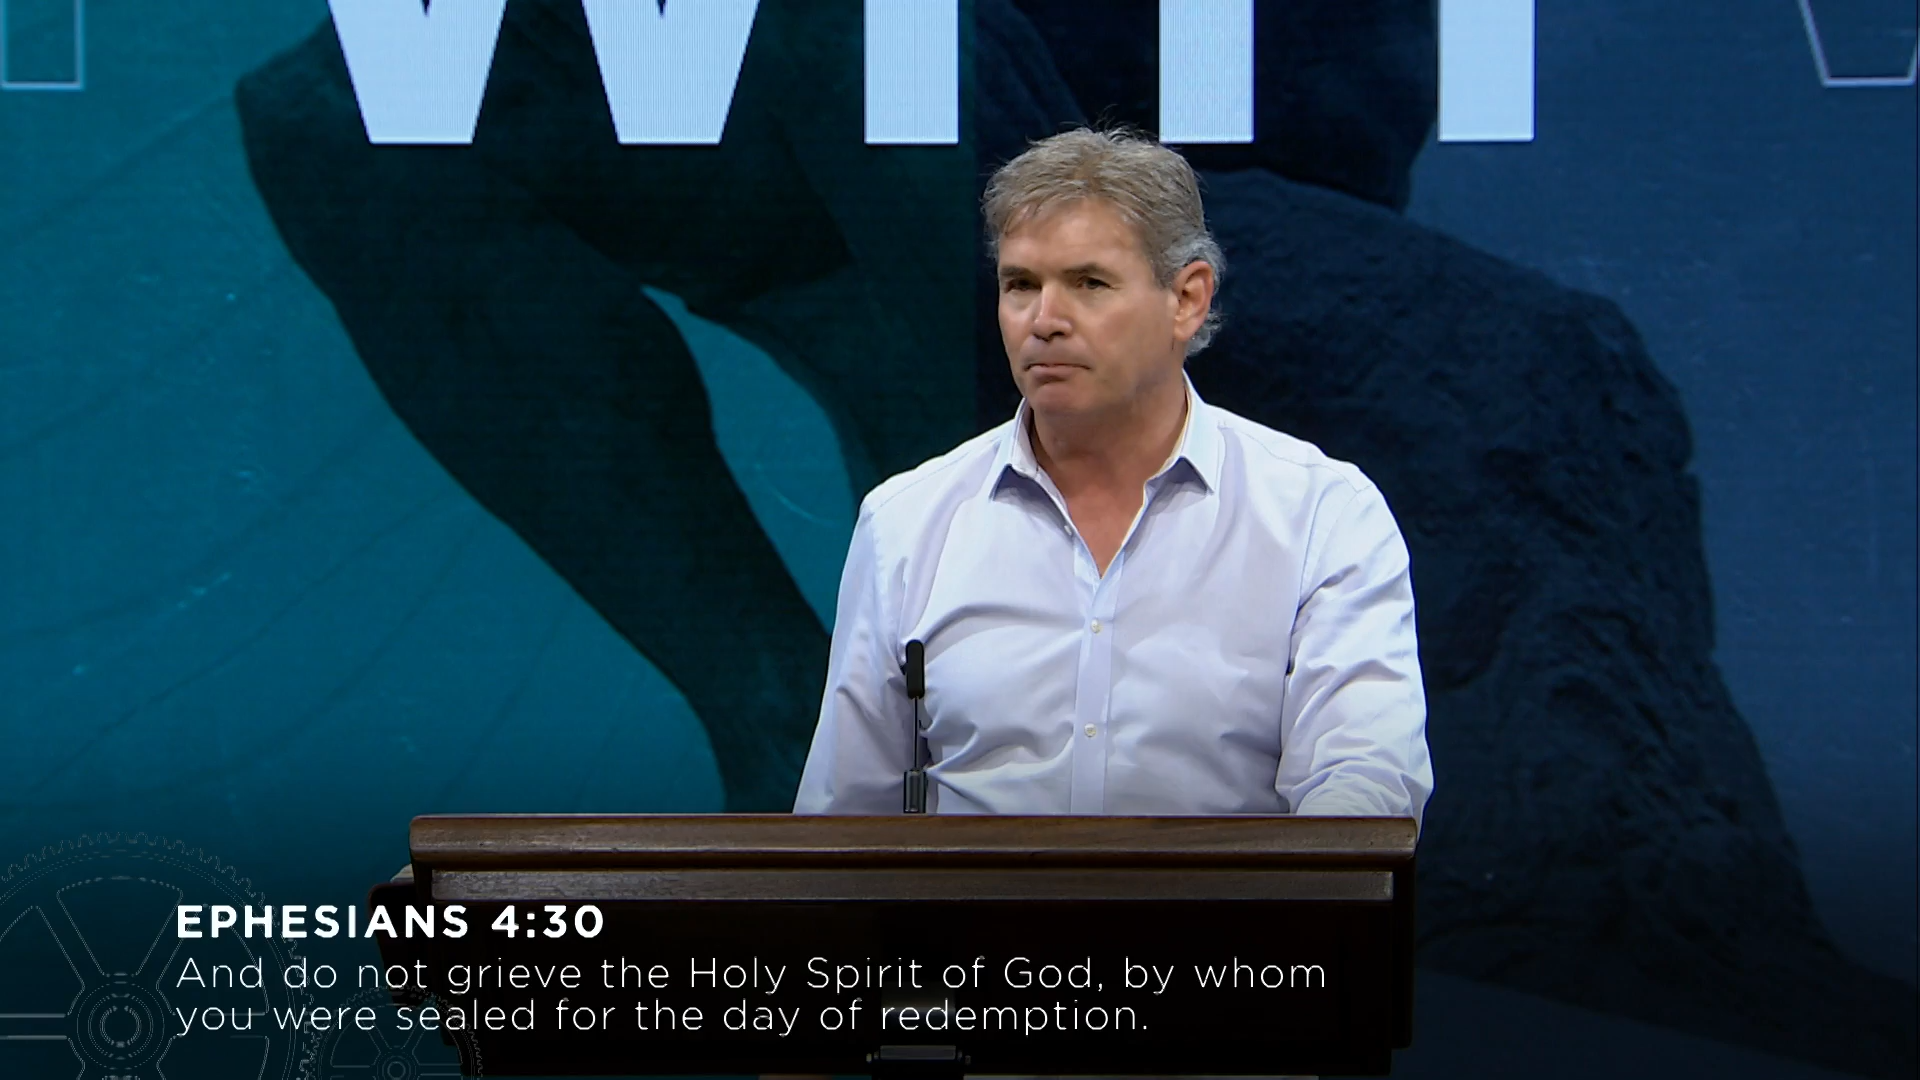 EPHESIANS 4:30
And do not grieve the Holy Spirit of God, by whom
you were sealed for the day of redemption.